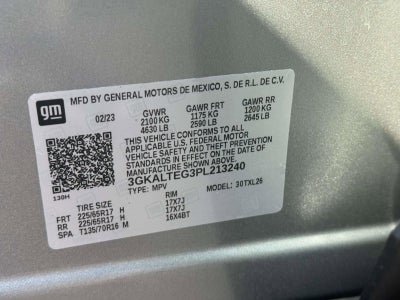 gm
MFD BY GENERAL MOTORS DE MEXICO, S. DE R.L. DE C.V.
02/23 GVWR GAWR FRT GAWR RR
2100 KG 1175 KG 1200 KG
4630 LB 2590 LB 2645 LB
THIS VEHICLE CONFORMS TO ALL
APPLICABLE U.S. FEDERAL MOTOR
VEHICLE SAFETY AND THEFT PREVENTION
STANDARDS IN EFFECT ON THE DATE OF
MANUFACTURE SHOWN ABOVE.
3GKALTEG3PL213240
130H TYPE: MPV MODEL: 30TXL26
TIRE SIZE RIM
FRT 225/65R17 H 17X7J
RR 225/65R17 H 17X7J
SPA T135/70R16 M 16X4BT